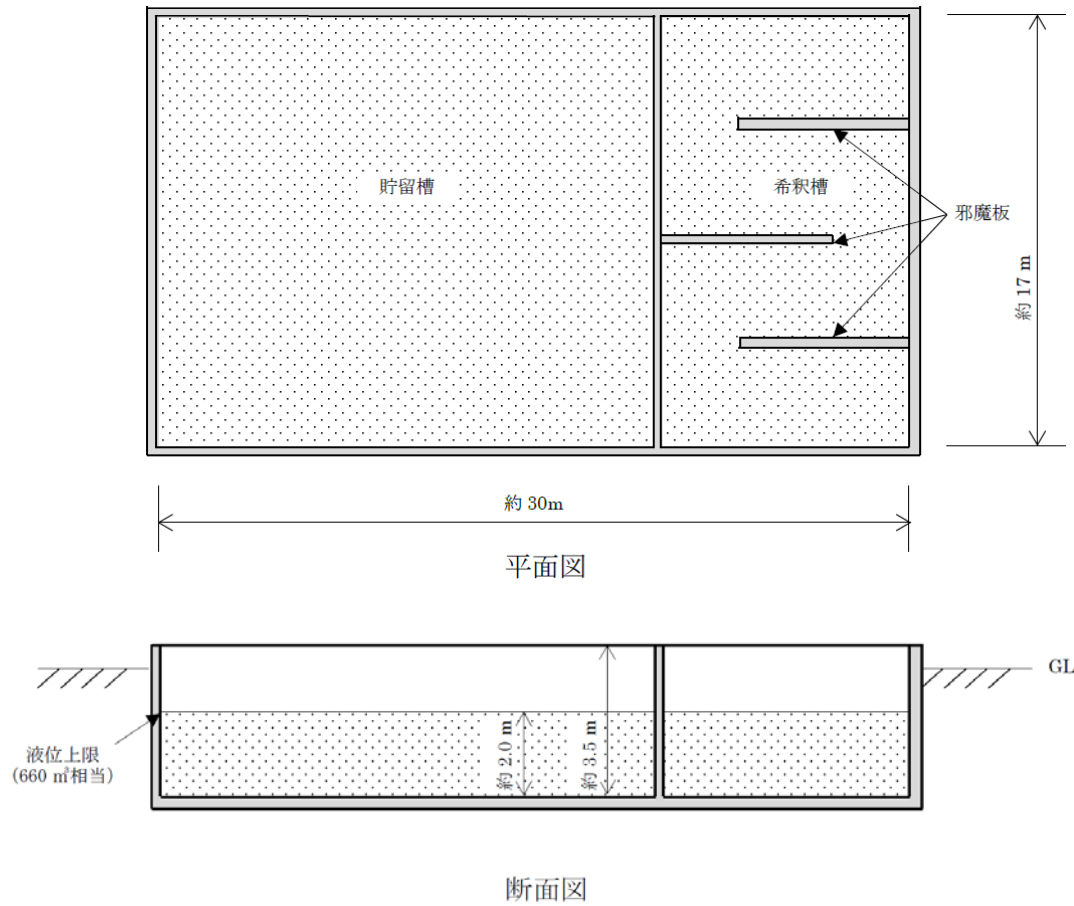 貯留槽
希釈槽
邪魔板
約 17 m
約 30m
平面図
GL
液位上限
(660 ㎥相当)
約 2.0 m
約 3.5 m
断面図